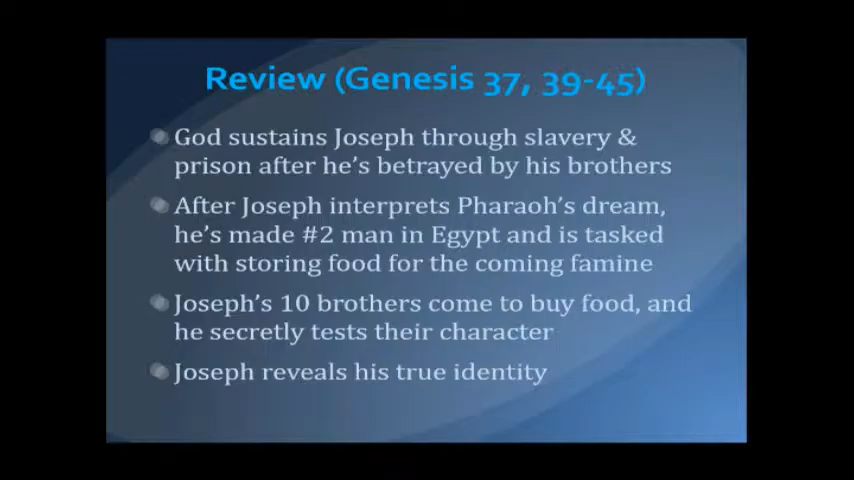 Review (Genesis 37, 39-45)
God sustains Joseph through slavery &
prison after he's betrayed by his brothers
After Joseph interprets Pharaoh's dream,
he's made #2 man in Egypt and is tasked
with storing food for the coming famine
Joseph's 10 brothers come to buy food, and
he secretly tests their character
Joseph reveals his true identity